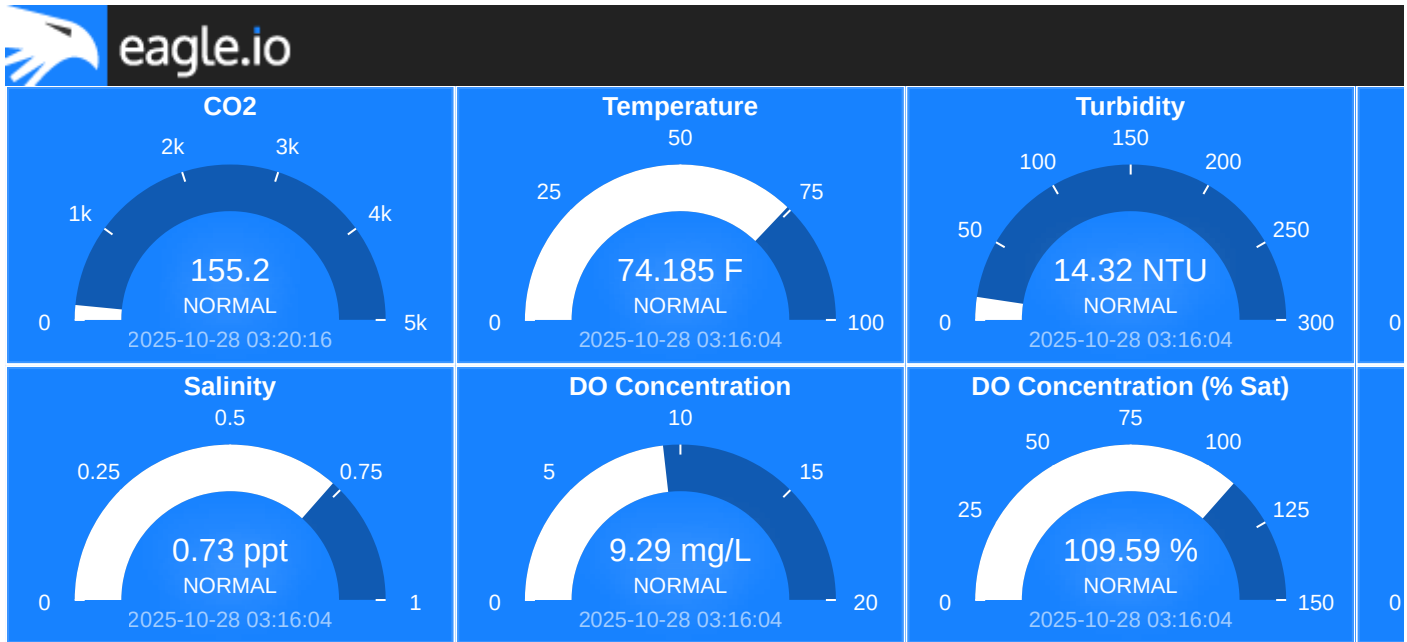 eagle.io
CO2
2k 3k
1k 4k
155.2
NORMAL
0 5k
2025-10-28 03:20:16
Temperature
50
25 75
74.185 F
NORMAL
0 100
2025-10-28 03:16:04
Turbidity
150
100 200
50 250
14.32 NTU
NORMAL
0 300
2025-10-28 03:16:04
0
Salinity
0.5
0.25 0.75
0.73 ppt
NORMAL
0 1
2025-10-28 03:16:04
DO Concentration
10
5 15
9.29 mg/L
NORMAL
0 20
2025-10-28 03:16:04
DO Concentration (% Sat)
75
50 100
25 125
109.59 %
NORMAL
0 150
2025-10-28 03:16:04
0